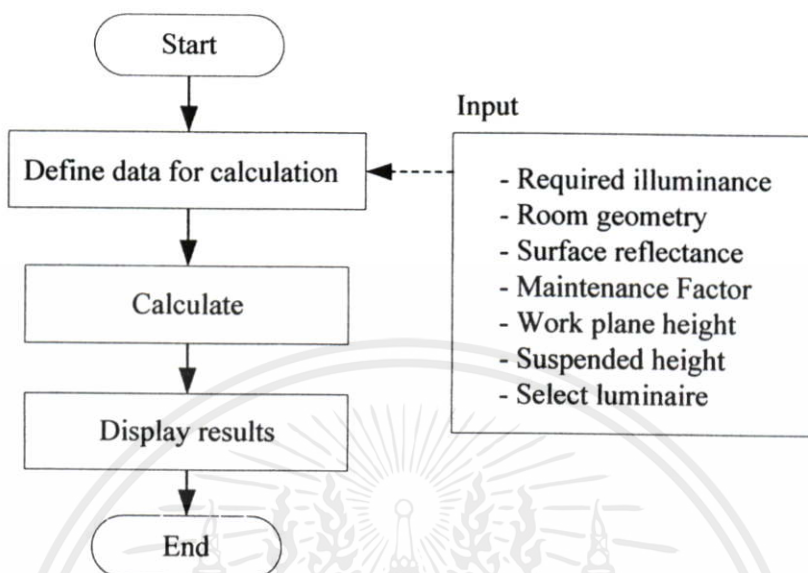 Start
Define data for calculation
Calculate
Display results
End
Input
- Required illuminance
- Room geometry
- Surface reflectance
- Maintenance Factor
- Work plane height
- Suspended height
- Select luminaire